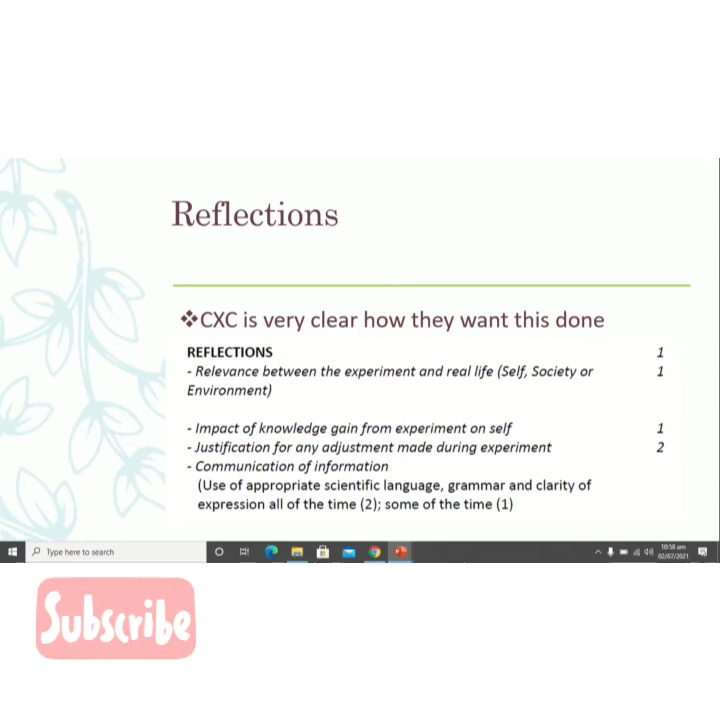 Reflections
❖CXC is very clear how they want this done
REFLECTIONS 1
- Relevance between the experiment and real life (Self, Society or 1
Environment)
- Impact of knowledge gain from experiment on self 1
- Justification for any adjustment made during experiment 2
- Communication of information
(Use of appropriate scientific language, grammar and clarity of
expression all of the time (2); some of the time (1)
Type here to search
10:58 am
02/07/2021
Subscribe